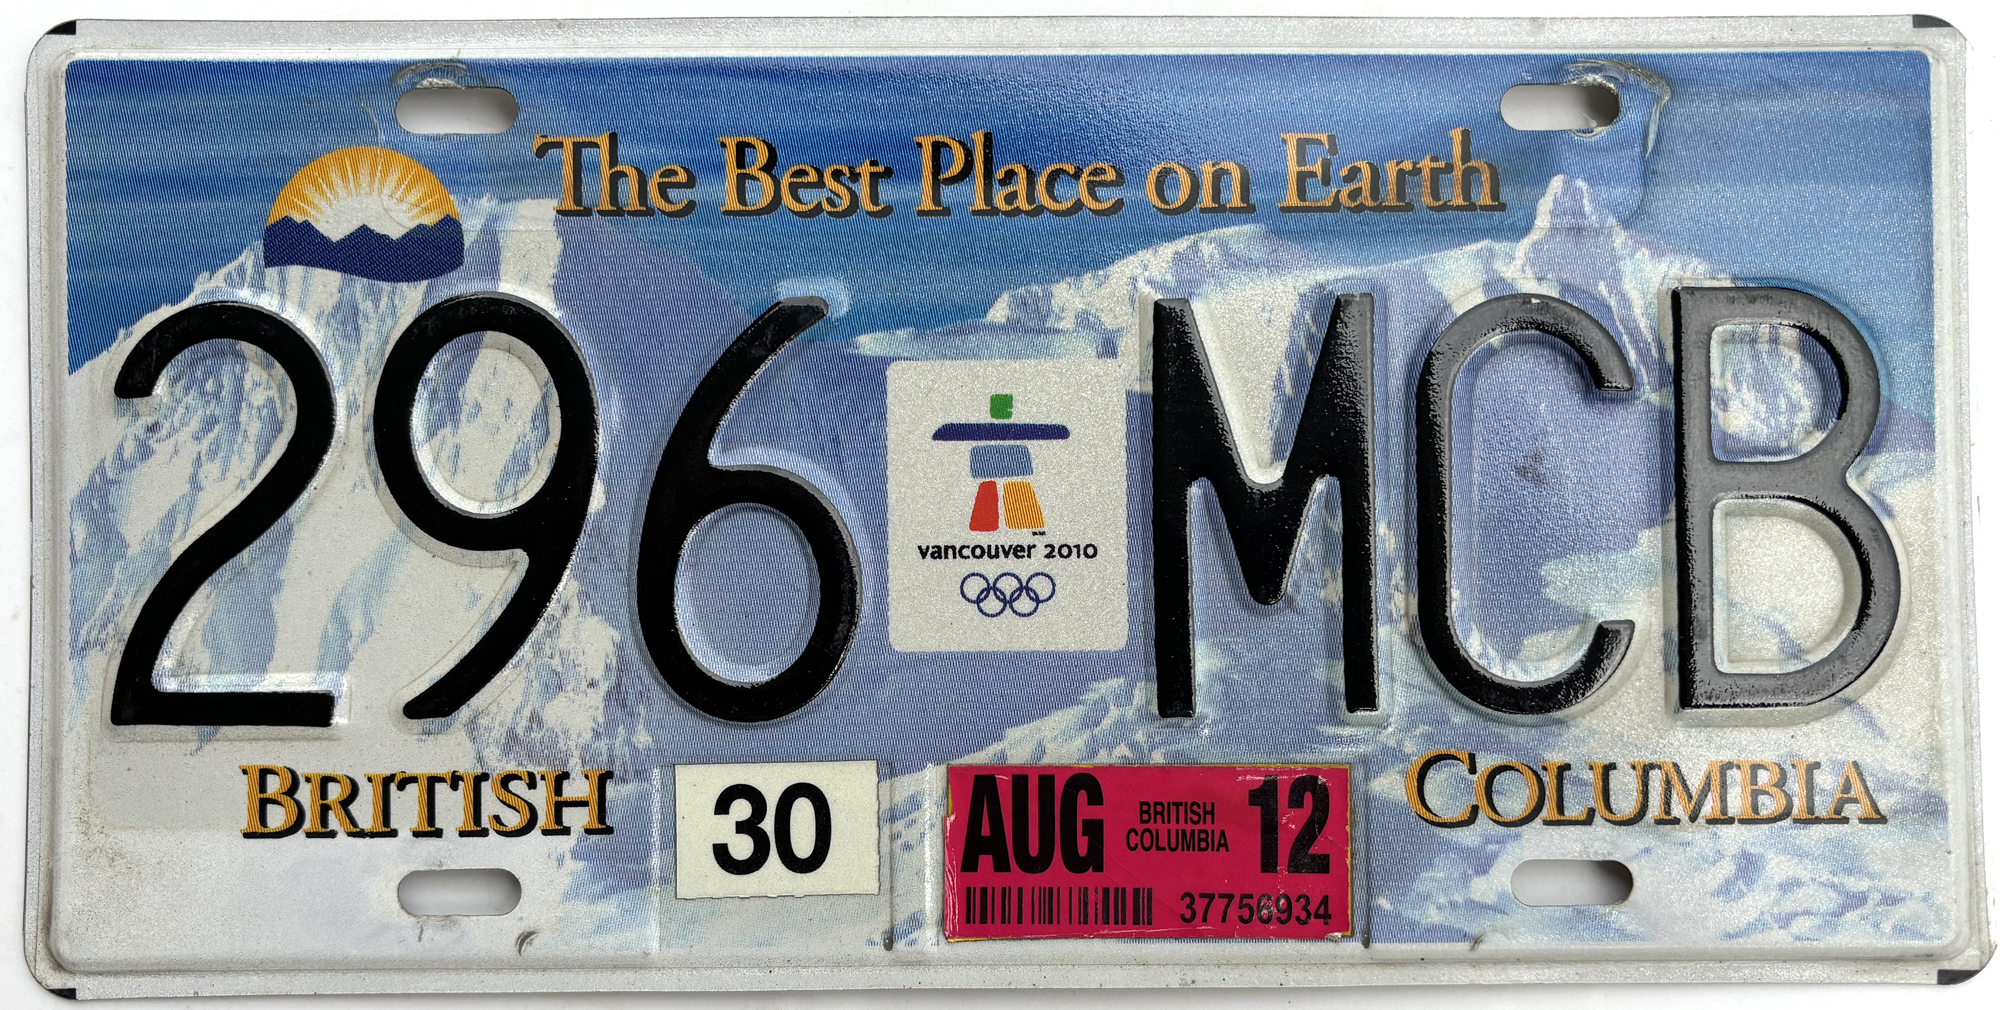 The Best Place on Earth
296 MCB
vancouver 2010
BRITISH
30
AUG BRITISH COLUMBIA 12
37756934
COLUMBIA